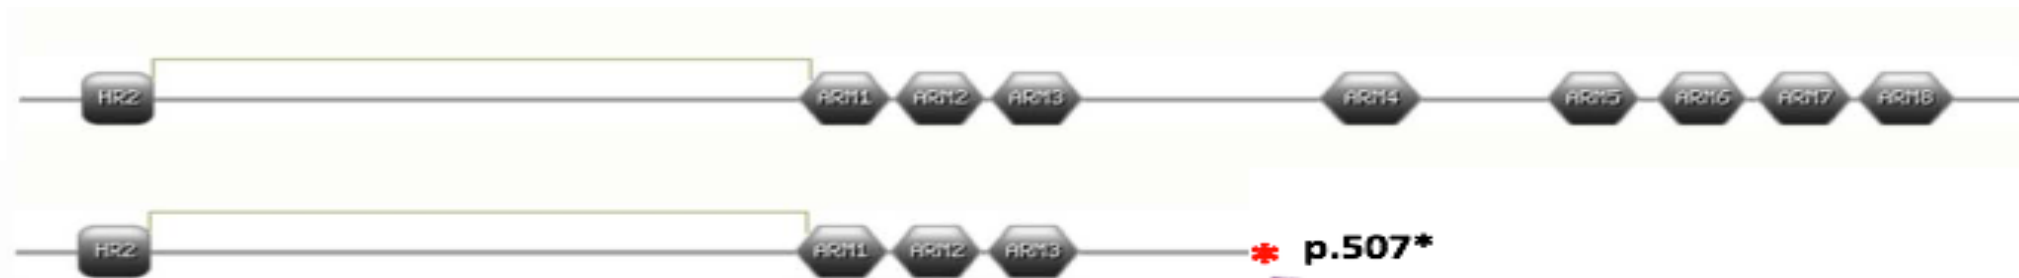 HR2 ARM1 ARM2 ARM3 ARM4 ARM5 ARM6 ARM7 ARM8
HR2 ARM1 ARM2 ARM3 * p.507*